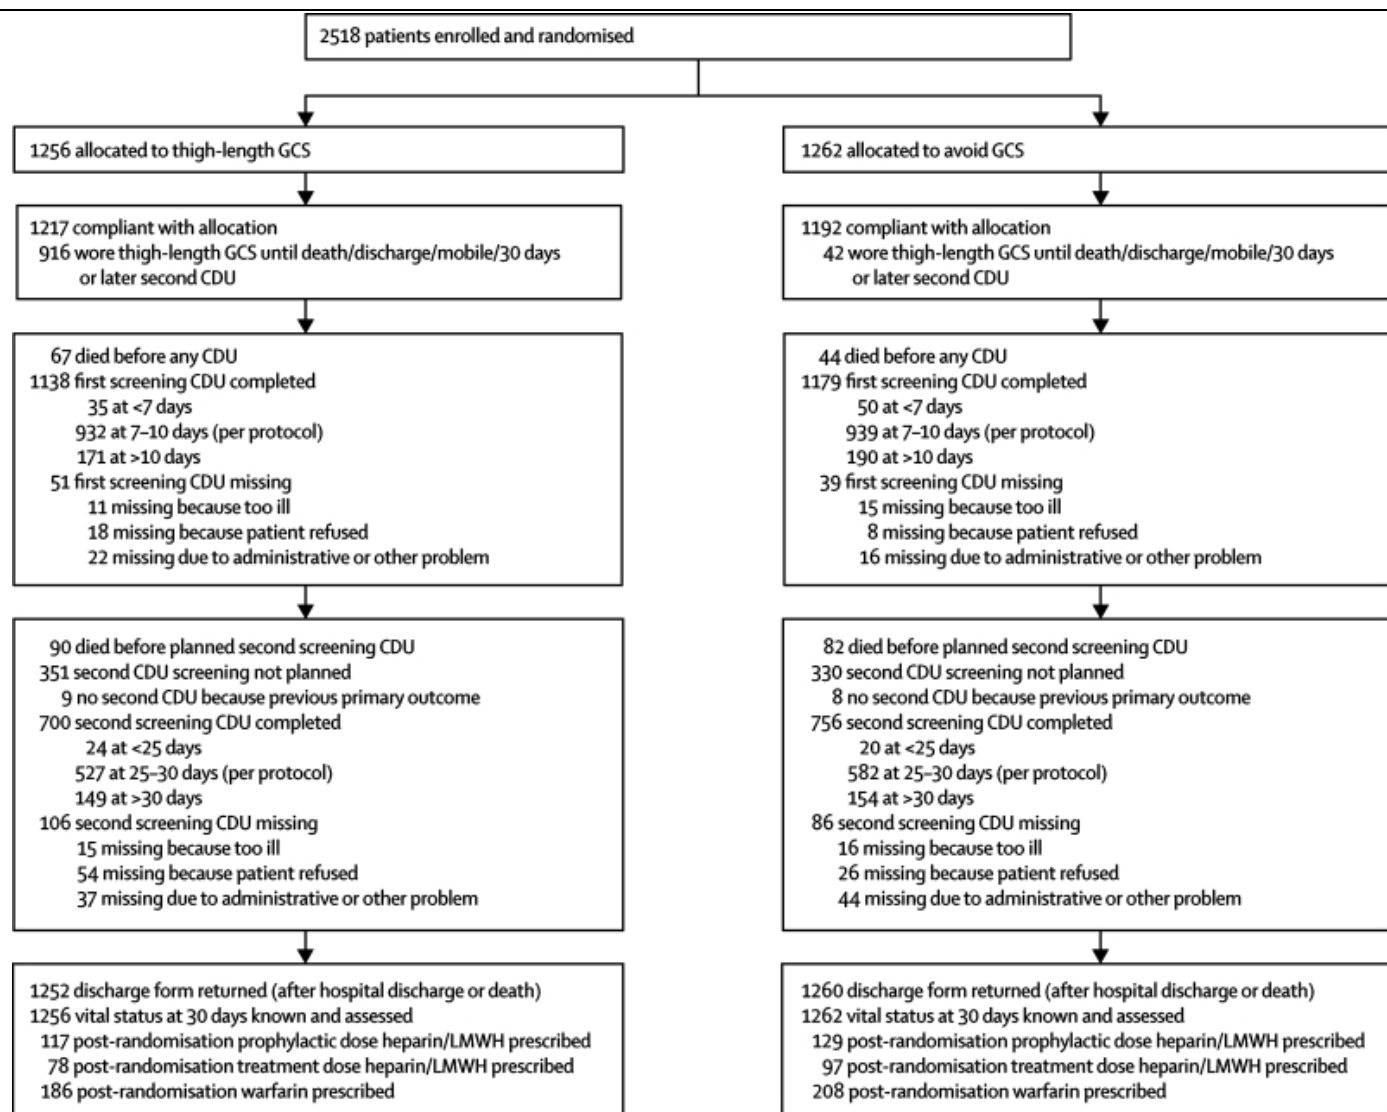 2518 patients enrolled and randomised
1256 allocated to thigh-length GCS
1262 allocated to avoid GCS
1217 compliant with allocation
916 wore thigh-length GCS until death/discharge/mobile/30 days
or later second CDU
1192 compliant with allocation
42 wore thigh-length GCS until death/discharge/mobile/30 days
or later second CDU
67 died before any CDU
1138 first screening CDU completed
35 at <7 days
932 at 7–10 days (per protocol)
171 at >10 days
51 first screening CDU missing
11 missing because too ill
18 missing because patient refused
22 missing due to administrative or other problem
44 died before any CDU
1179 first screening CDU completed
50 at <7 days
939 at 7–10 days (per protocol)
190 at >10 days
39 first screening CDU missing
15 missing because too ill
8 missing because patient refused
16 missing due to administrative or other problem
90 died before planned second screening CDU
351 second CDU screening not planned
9 no second CDU because previous primary outcome
700 second screening CDU completed
24 at <25 days
527 at 25–30 days (per protocol)
149 at >30 days
106 second screening CDU missing
15 missing because too ill
54 missing because patient refused
37 missing due to administrative or other problem
82 died before planned second screening CDU
330 second CDU screening not planned
8 no second CDU because previous primary outcome
756 second screening CDU completed
20 at <25 days
582 at 25–30 days (per protocol)
154 at >30 days
86 second screening CDU missing
16 missing because too ill
26 missing because patient refused
44 missing due to administrative or other problem
1252 discharge form returned (after hospital discharge or death)
1256 vital status at 30 days known and assessed
117 post-randomisation prophylactic dose heparin/LMWH prescribed
78 post-randomisation treatment dose heparin/LMWH prescribed
186 post-randomisation warfarin prescribed
1260 discharge form returned (after hospital discharge or death)
1262 vital status at 30 days known and assessed
129 post-randomisation prophylactic dose heparin/LMWH prescribed
97 post-randomisation treatment dose heparin/LMWH prescribed
208 post-randomisation warfarin prescribed